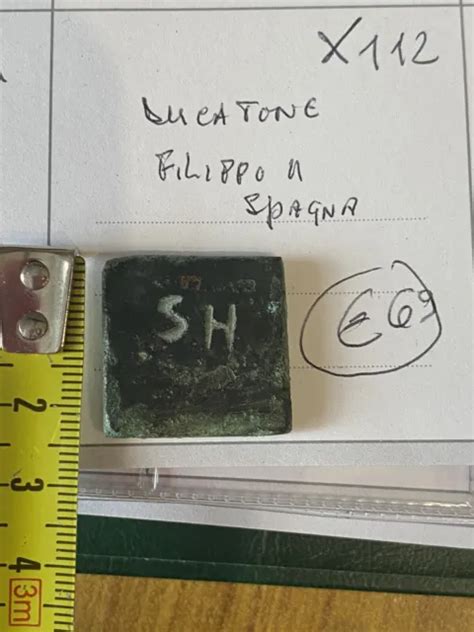 X112
DUCATONE
FILIPPO II
SPAGNA
€ 69
SH
2
3
4
3m